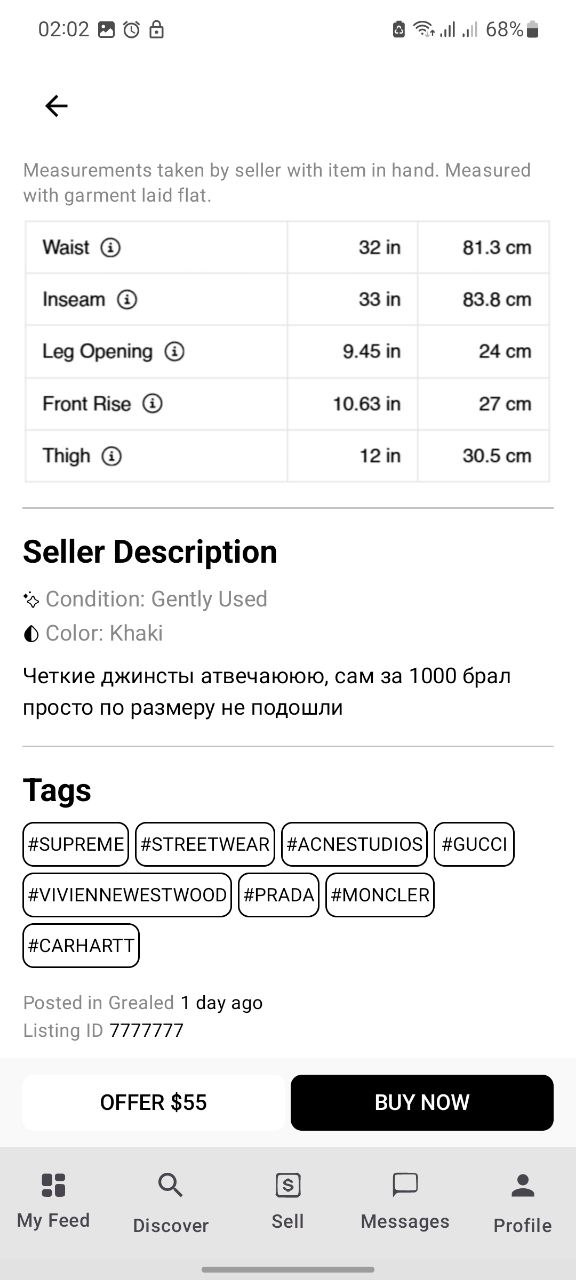 02:02 68%
Measurements taken by seller with item in hand. Measured
with garment laid flat.
Waist 32 in 81.3 cm
Inseam 33 in 83.8 cm
Leg Opening 9.45 in 24 cm
Front Rise 10.63 in 27 cm
Thigh 12 in 30.5 cm
Seller Description
Condition: Gently Used
Color: Khaki
Четкие джинсты атвечаююю, сам за 1000 брал
просто по размеру не подошли
Tags
#SUPREME #STREETWEAR #ACNESTUDIOS #GUCCI
#VIVIENNEWESTWOOD #PRADA #MONCLER
#CARHARTT
Posted in Grealed 1 day ago
Listing ID 7777777
OFFER $55 BUY NOW
My Feed Discover Sell Messages Profile